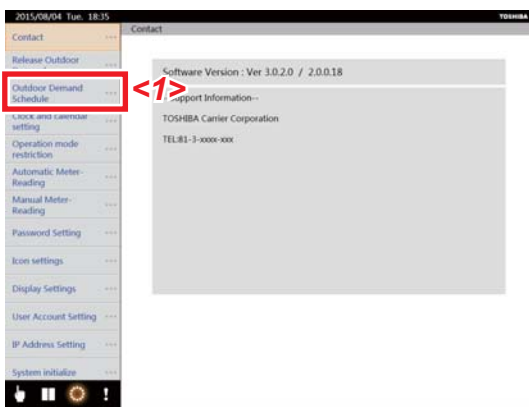 2015/08/04 Tue. 18:35
TOSHIBA
Contact
Contact
Release Outdoor
Outdoor Demand
Schedule
<1>
Clock and calendar
setting
Operation mode
restriction
Automatic Meter-
Reading
Manual Meter-
Reading
Password Setting
Icon settings
Display Settings
User Account Setting
IP Address Setting
System initialize
Software Version : Ver 3.0.2.0 / 2.0.0.18
Support Information--
TOSHIBA Carrier Corporation
TEL:81-3-xxxx-xxx